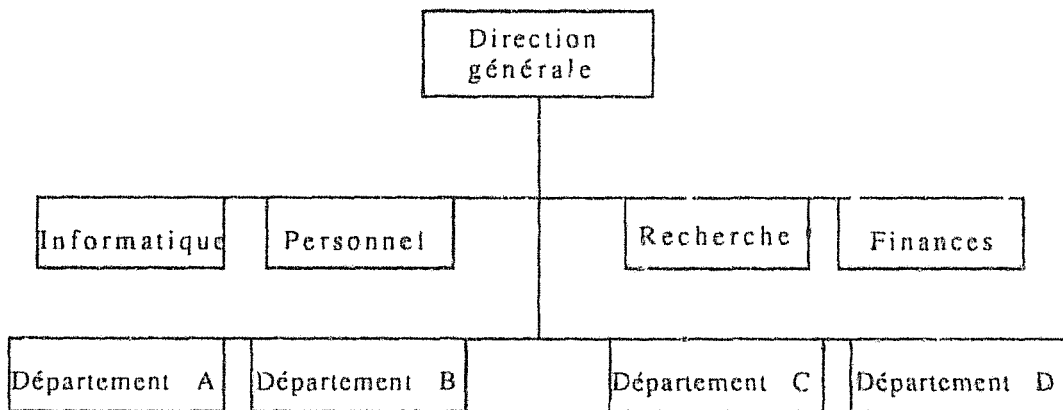 Direction
générale
Informatique
Personnel
Recherche
Finances
Département A
Département B
Département C
Département D